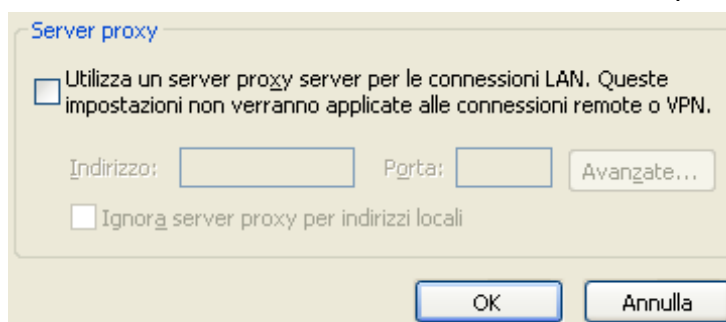 Server proxy
Utilizza un server proxy server per le connessioni LAN. Queste
impostazioni non verranno applicate alle connessioni remote o VPN.
Indirizzo: Porta: Avanzate...
Ignora server proxy per indirizzi locali
OK Annulla